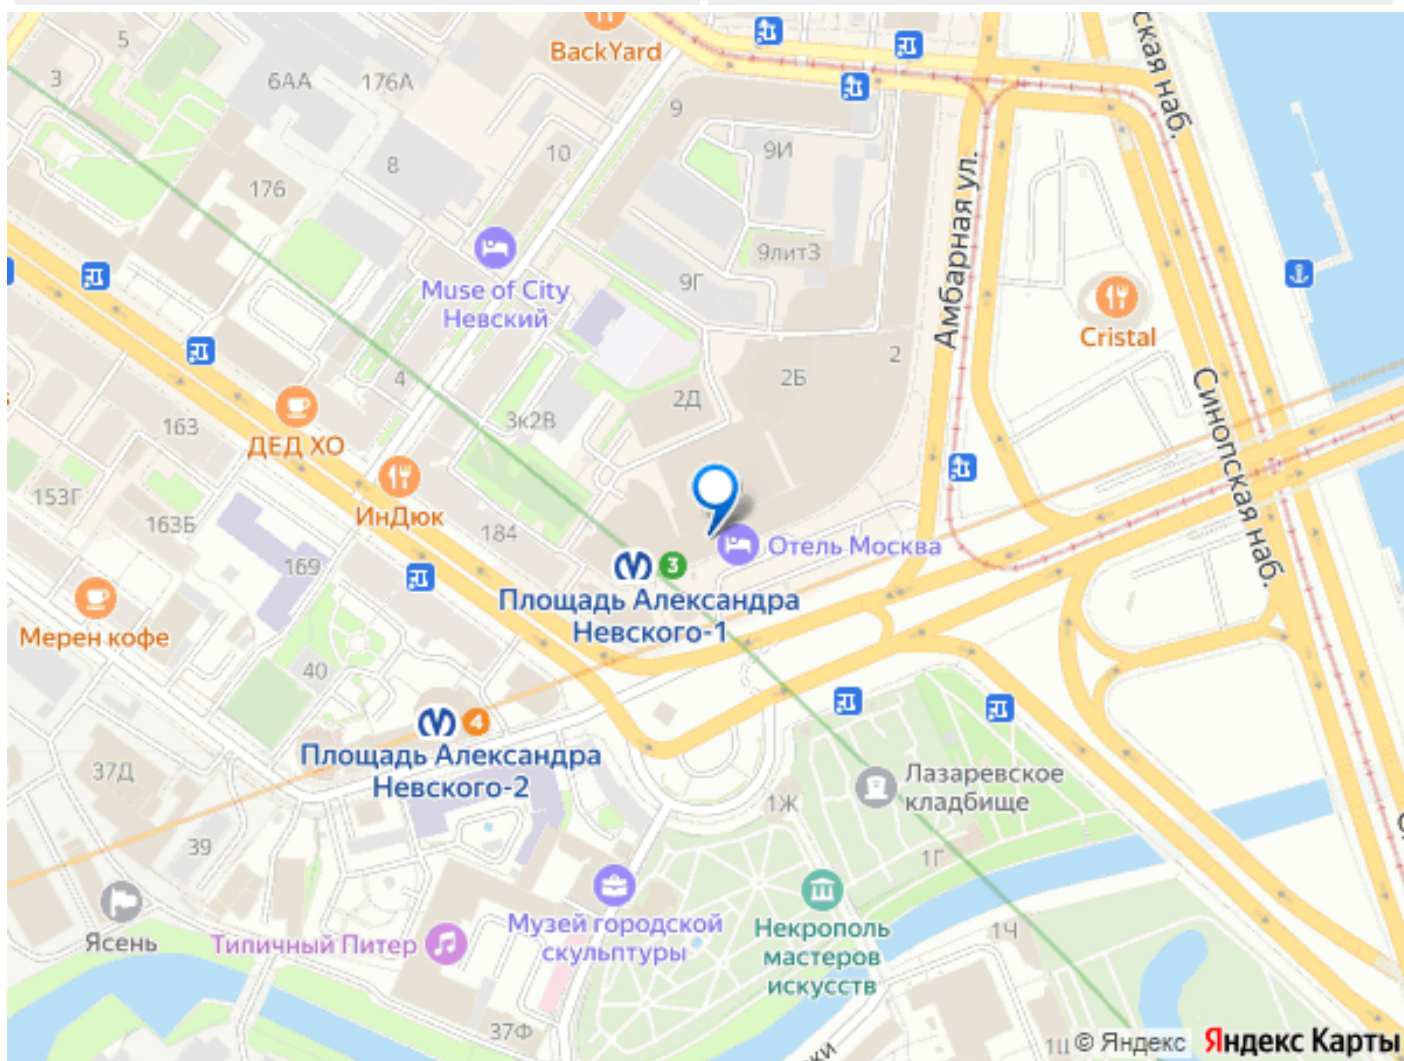 BackYard
5
3
6АА
176А
9
9И
10
8
176
ская наб.
Амбарная ул.
9лит3
9Г
Muse of City
Невский
Cristal
2
2Б
2Д
4
3к2В
163
ДЕД ХО
Синопская наб.
153Г
163Б
ИнДюк
184
169
Отель Москва
3
Площадь Александра
Невского-1
Мерен кофе
40
4
Площадь Александра
Невского-2
37Д
39
1Ж
Лазаревское
кладбище
1Г
Ясень
Типичный Питер
Музей городской
скульптуры
Некрополь
мастеров
искусств
1Ч
37Ф
1Ц
© Яндекс
Яндекс Карты